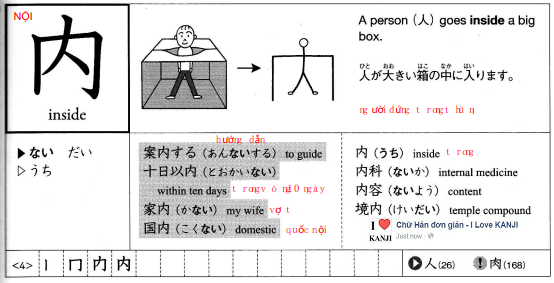 NỘI
内
inside
A person (人) goes inside a big
box.
人が大きい箱の中に入ります。
ひと おお はこ なか はい
người đứng trong thùng
▶ ない だい
▷ うち
hướng dẫn
案内する (あんないする) to guide
十日以内 (とおかいない)
within ten days trong vòng 10 ngày
家内 (かない) my wife vợ t
国内 (こくない) domestic quốc nội
内 (うち) inside trong
内科 (ないか) internal medicine
内容 (ないよう) content
境内 (けいだい) temple compound
I ❤ KANJI
Chữ Hán đơn giản - I Love KANJI
Just now
<4> 丨 冂 内 内
▶ 人 (26) ! 肉 (168)